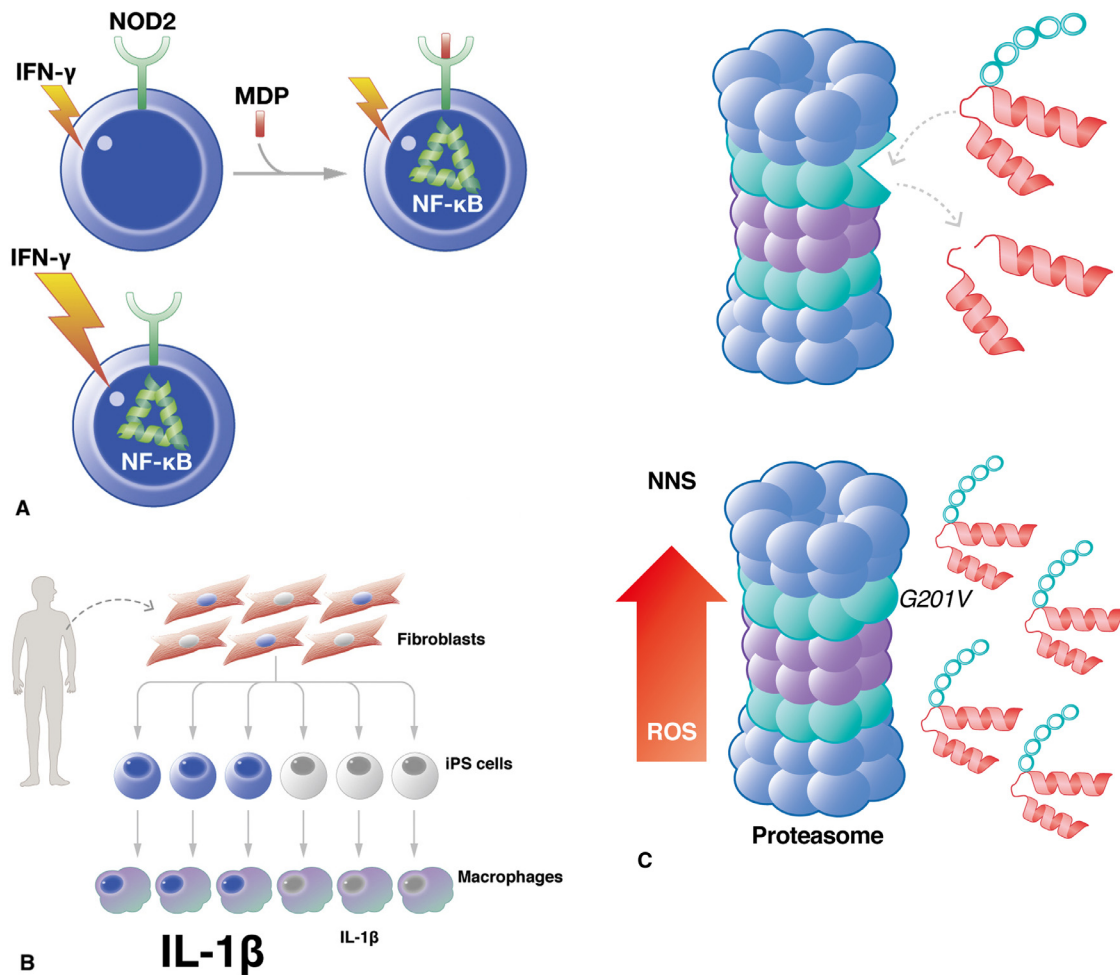 NOD2
IFN-γ
MDP
NF-κB
IFN-γ
NF-κB
A
Fibroblasts
iPS cells
Macrophages
IL-1β
IL-1β
B
NNS
G201V
ROS
Proteasome
C